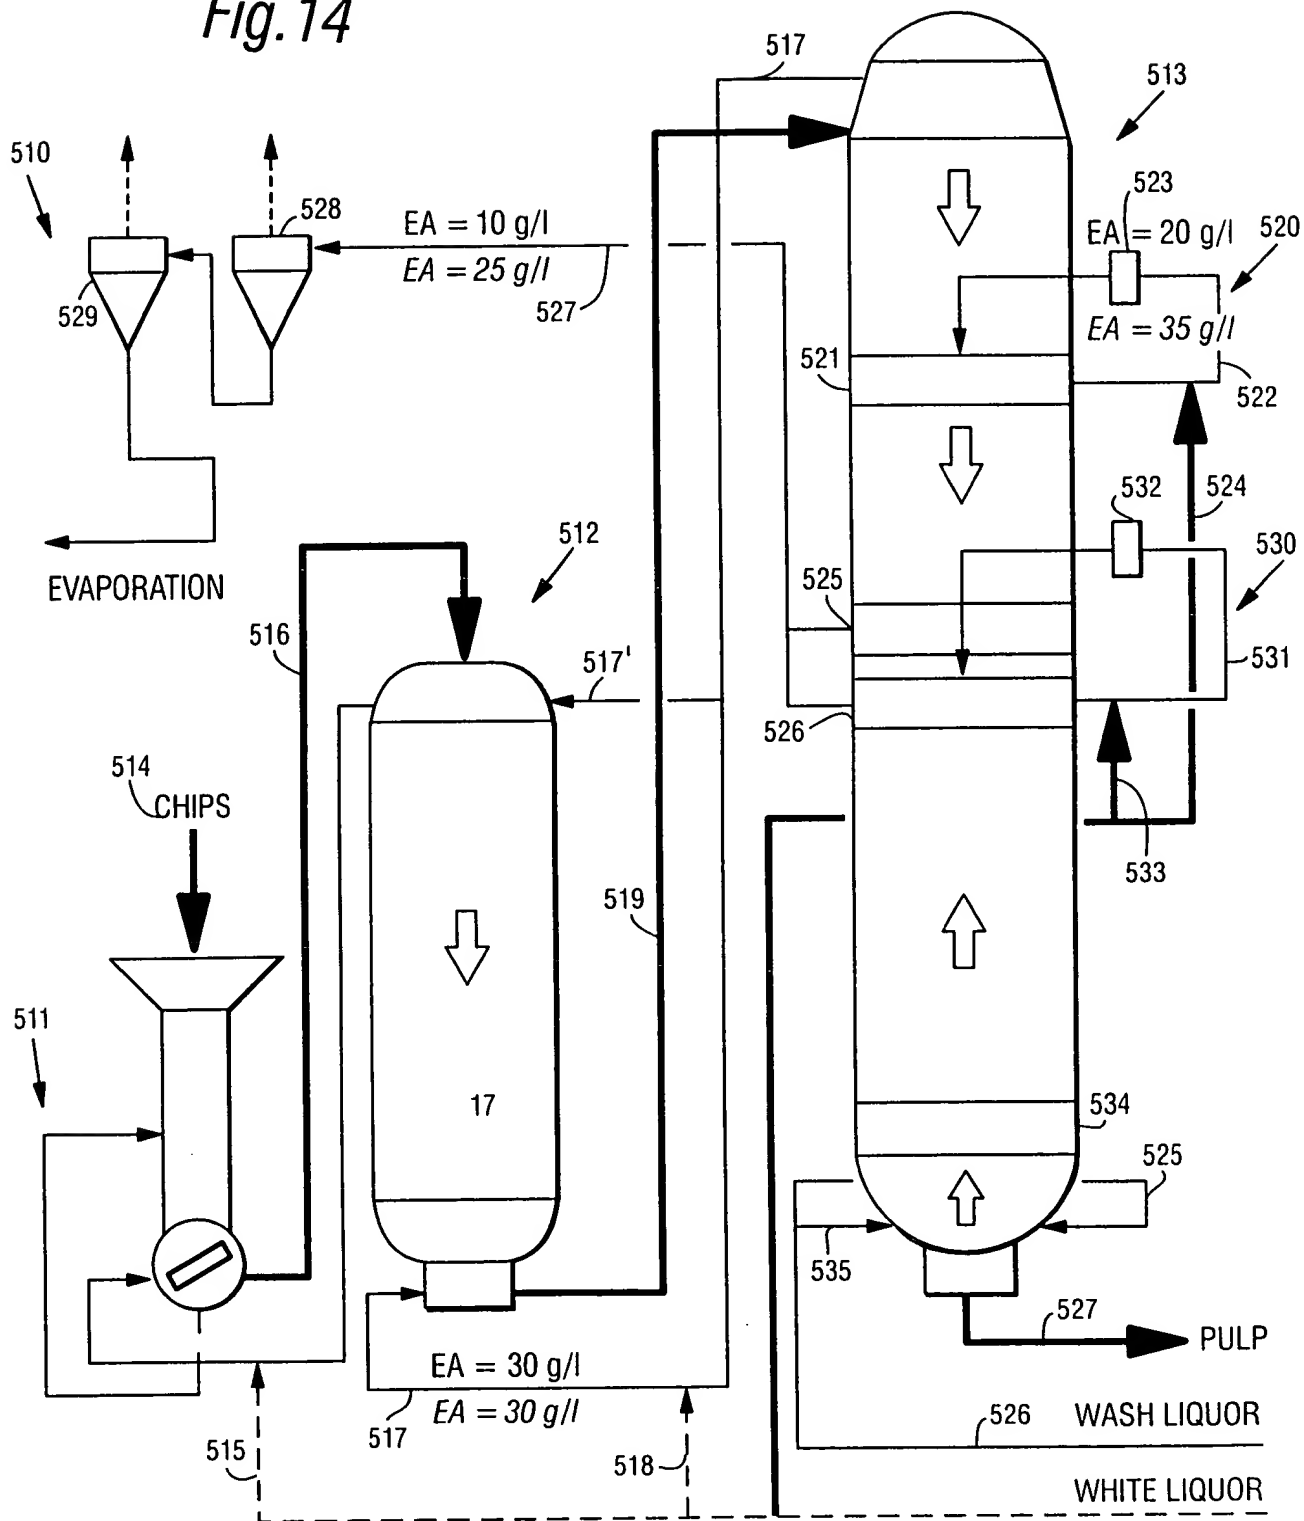 Fig.14
517
513
510
523
528
EA = 10 g/l
EA = 20 g/l
520
EA = 25 g/l
529
527
EA = 35 g/l
521
522
532
524
512
530
EVAPORATION
525
516
517'
531
526
514
CHIPS
533
519
511
17
534
525
535
527
PULP
EA = 30 g/l
EA = 30 g/l
517
526
WASH LIQUOR
515
518
WHITE LIQUOR